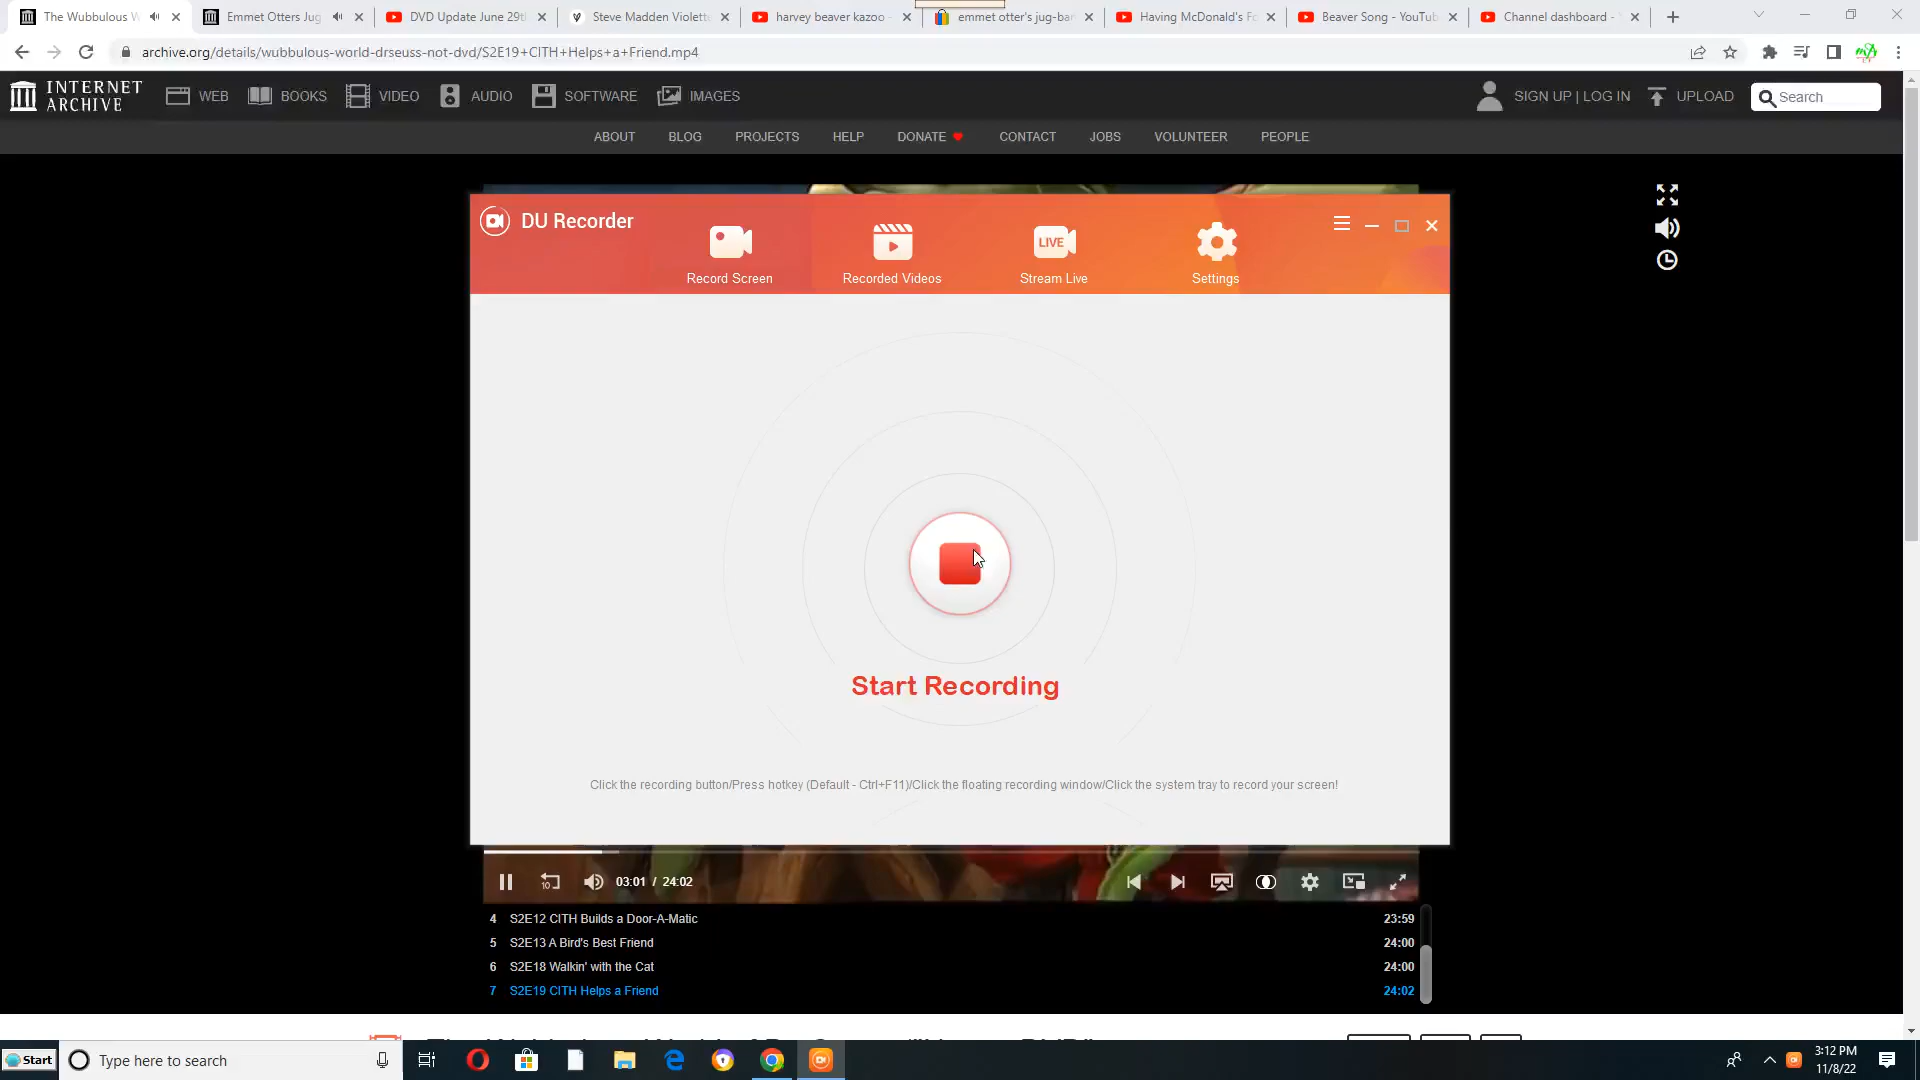 The Wubbulous W
Emmet Otters Jug
DVD Update June 29th
Steve Madden Violett
harvey beaver kazoo -
emmet otter's jug-ban
Having McDonald's Fo
Beaver Song - YouTub
Channel dashboard -
archive.org/details/wubbulous-world-drseuss-not-dvd/S2E19+CITH+Helps+a+Friend.mp4
INTERNET ARCHIVE
WEB BOOKS VIDEO AUDIO SOFTWARE IMAGES
SIGN UP | LOG IN UPLOAD Search
ABOUT BLOG PROJECTS HELP DONATE CONTACT JOBS VOLUNTEER PEOPLE
DU Recorder
Record Screen Recorded Videos Stream Live Settings
LIVE
Start Recording
Click the recording button/Press hotkey (Default - Ctrl+F11)/Click the floating recording window/Click the system tray to record your screen!
10 03:01 / 24:02
4 S2E12 CITH Builds a Door-A-Matic 23:59
5 S2E13 A Bird's Best Friend 24:00
6 S2E18 Walkin' with the Cat 24:00
7 S2E19 CITH Helps a Friend 24:02
Start Type here to search
3:12 PM
11/8/22